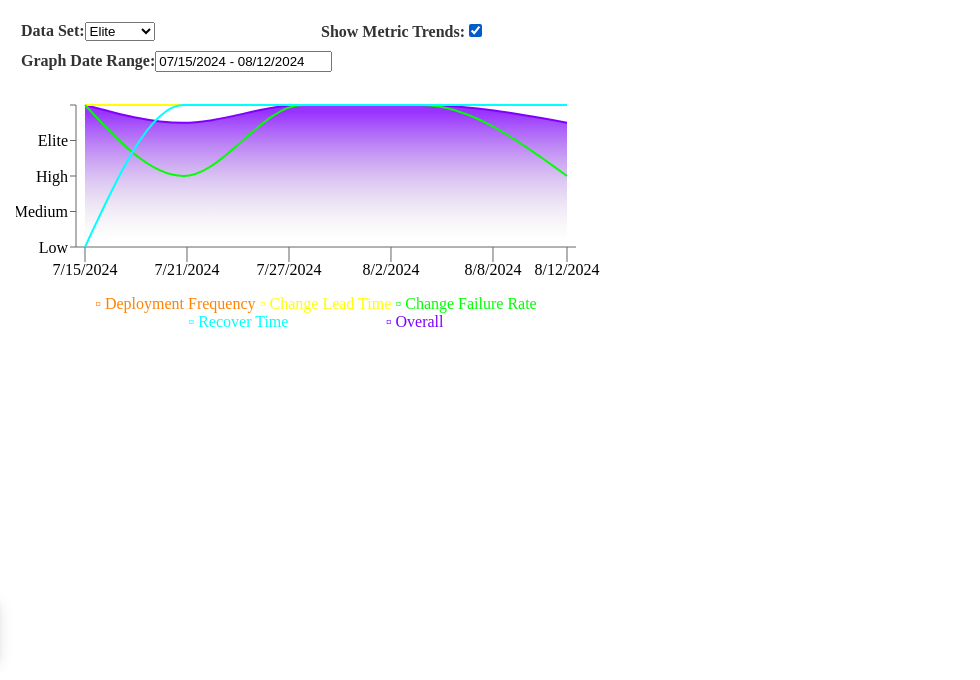 Data Set: Elite Show Metric Trends:
Graph Date Range: 07/15/2024 - 08/12/2024
Elite
High
Medium
Low
7/15/2024 7/21/2024 7/27/2024 8/2/2024 8/8/2024 8/12/2024
Deployment Frequency Change Lead Time Change Failure Rate
Recover Time Overall